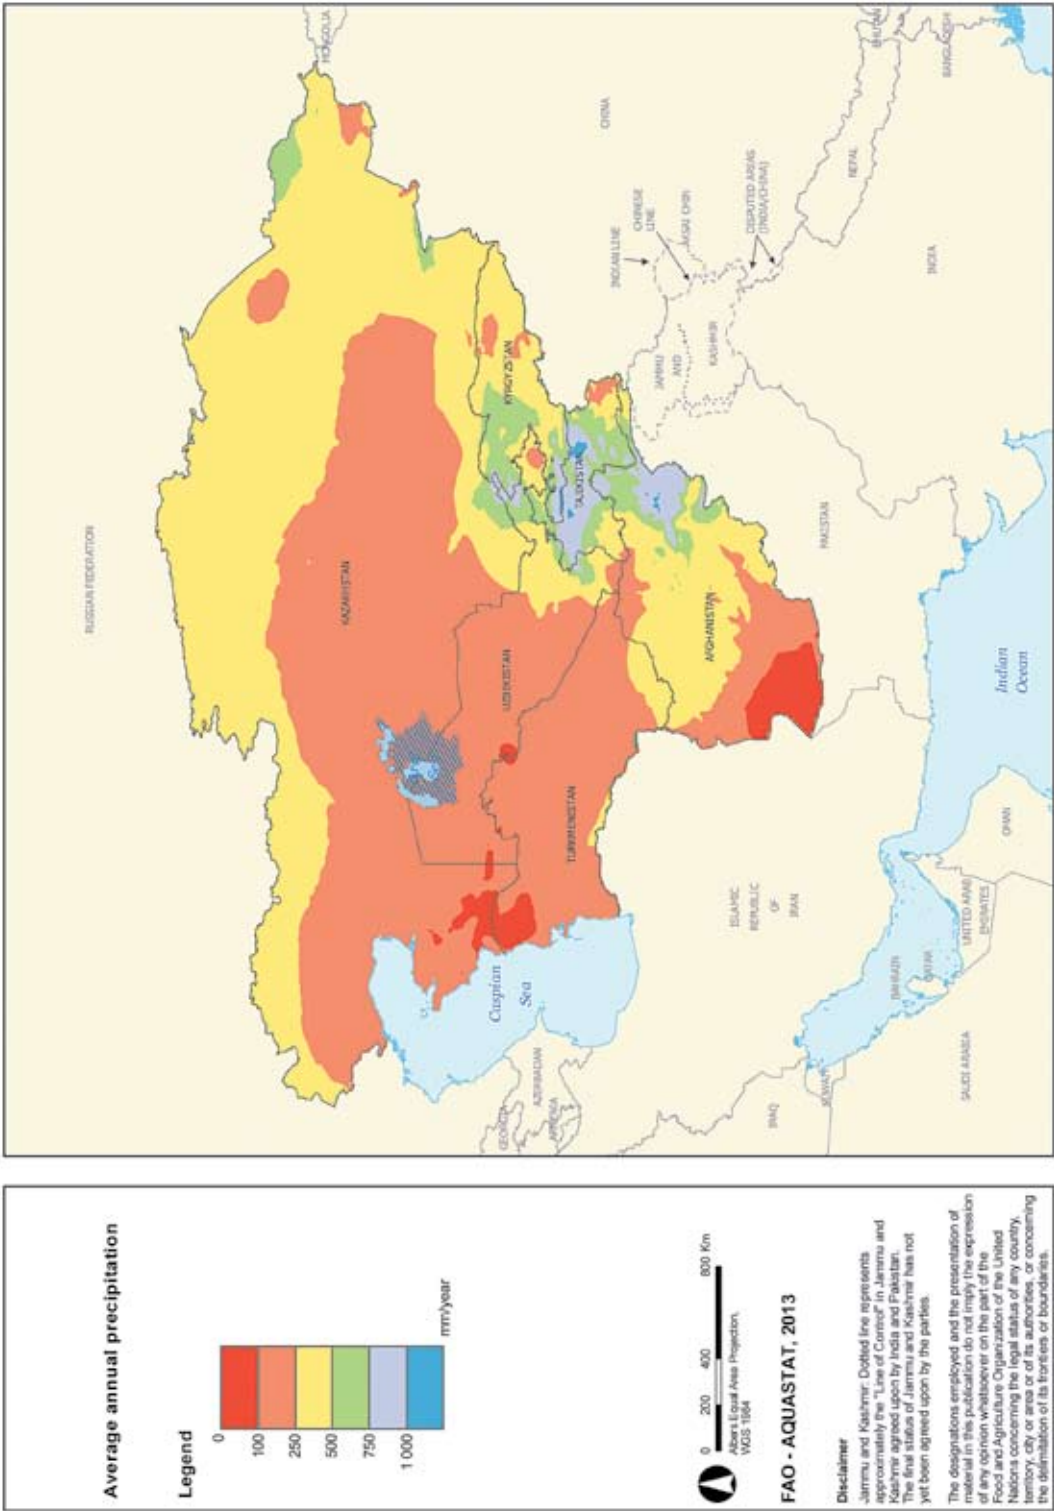 Average annual precipitation
Legend
0
100
250
500
750
1 000
mm/year
0 200 400 800 Km
Albers Equal Area Projection,
WGS 1984
FAO - AQUASTAT, 2013
Disclaimer
Jammu and Kashmir: Dotted line represents
approximately the "Line of Control" in Jammu and
Kashmir agreed upon by India and Pakistan.
The final status of Jammu and Kashmir has not
yet been agreed upon by the parties.
The designations employed and the presentation of
material in this publication do not imply the expression
of any opinion whatsoever on the part of the
Food and Agriculture Organization of the United
Nations concerning the legal status of any country,
territory, city or area or of its authorities, or concerning
the delimitation of its frontiers or boundaries.
RUSSIAN FEDERATION
MONGOLIA
KAZAKHSTAN
CHINA
UZBEKISTAN
KYRGYZSTAN
TURKMENISTAN
TAJIKISTAN
AFGHANISTAN
Caspian
Sea
GEORGIA
AZERBAIJAN
ARMENIA
INDIAN LINE
CHINESE
LINE
AKSAI CHIN
JAMMU
AND
KASHMIR
DISPUTED AREAS
(INDIA/CHINA)
ISLAMIC
REPUBLIC
OF
IRAN
IRAQ
KUWAIT
PAKISTAN
NEPAL
BHUTAN
BANGLADESH
INDIA
BAHRAIN
QATAR
UNITED ARAB
EMIRATES
SAUDI ARABIA
OMAN
Indian
Ocean